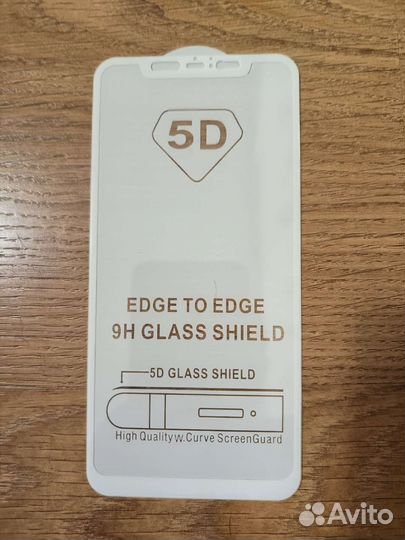 5D
EDGE TO EDGE
9H GLASS SHIELD
5D GLASS SHIELD
High Quality w. Curve ScreenGuard
Avito